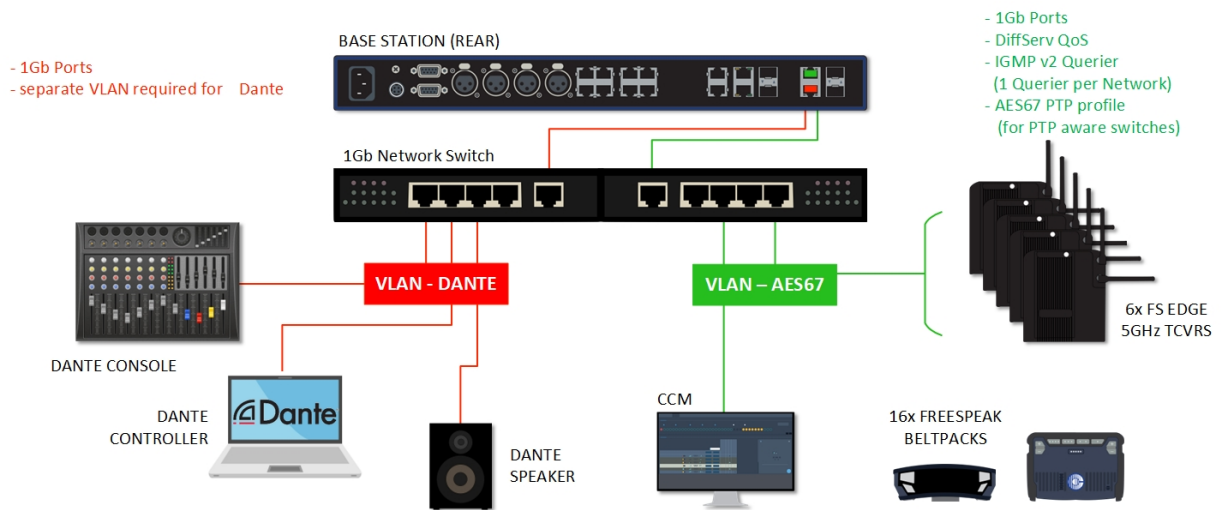 - 1Gb Ports
- separate VLAN required for Dante
BASE STATION (REAR)
- 1Gb Ports
- DiffServ QoS
- IGMP v2 Querier
(1 Querier per Network)
- AES67 PTP profile
(for PTP aware switches)
1Gb Network Switch
VLAN - DANTE
VLAN – AES67
6x FS EDGE
5GHz TCVRS
DANTE CONSOLE
DANTE
CONTROLLER
Dante
DANTE
SPEAKER
CCM
16x FREESPEAK
BELTPACKS